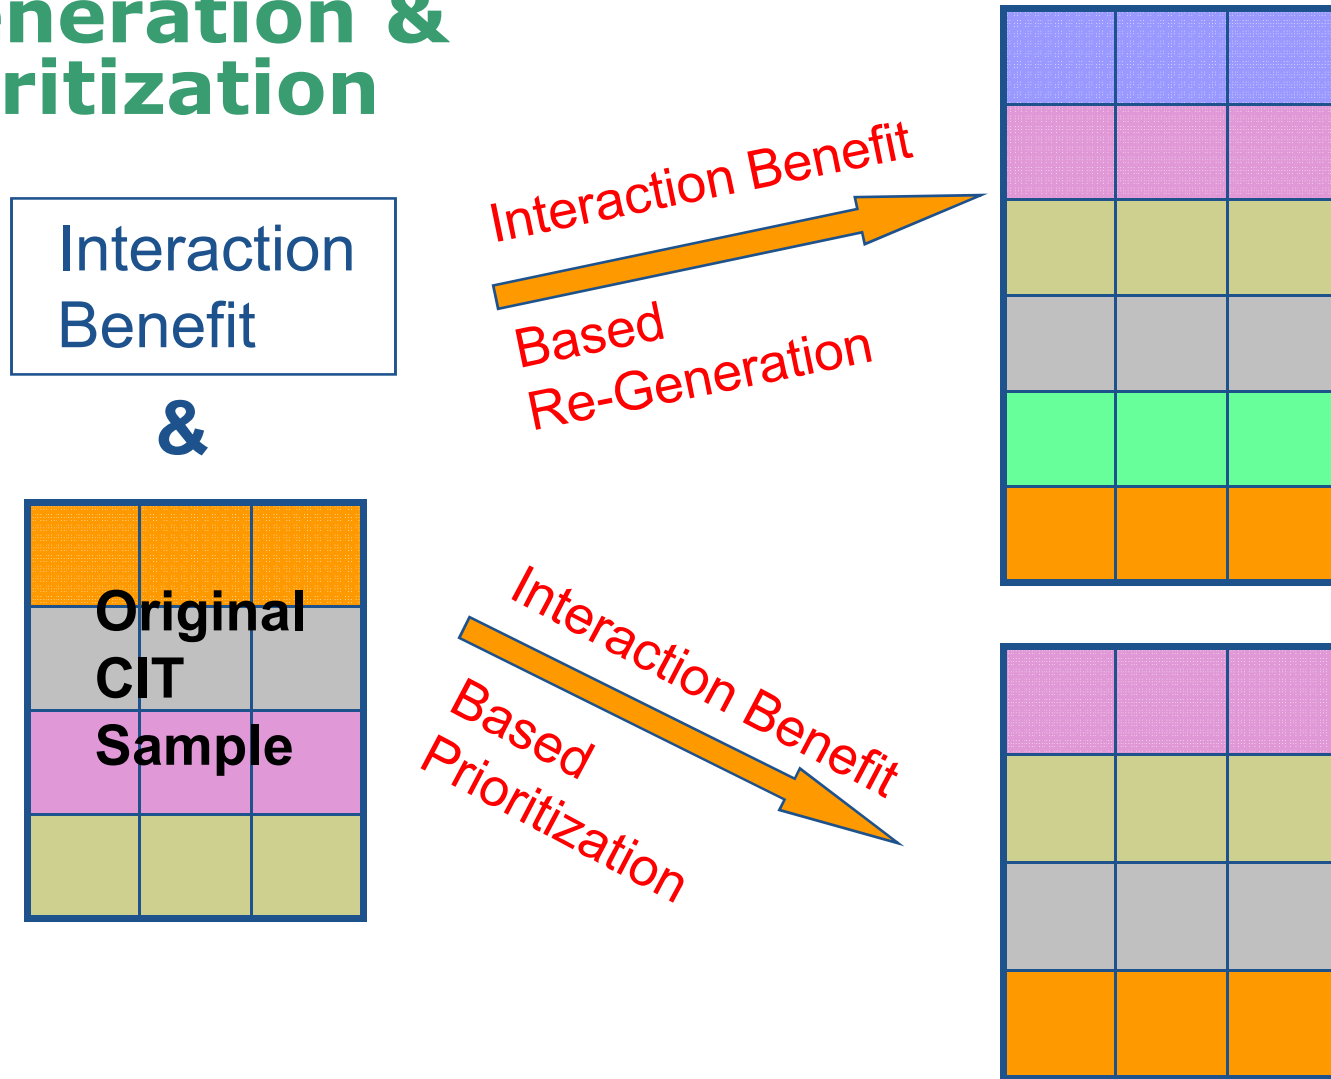 neration &
ritization
Interaction
Benefit
&
Original
CIT
Sample
Interaction Benefit
Based
Re-Generation
Interaction Benefit
Based
Prioritization